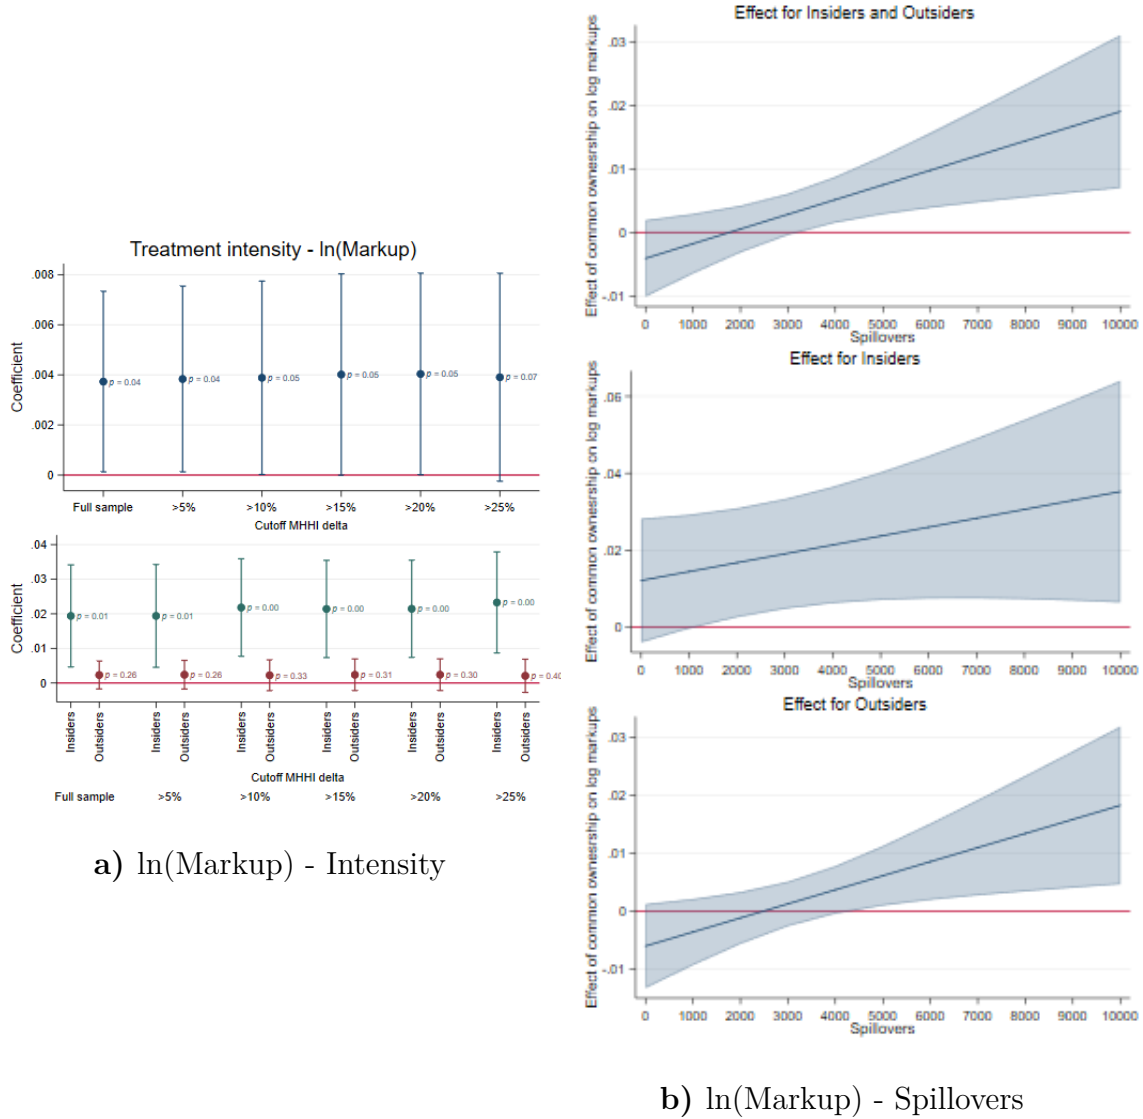 Treatment intensity - ln(Markup)
Coefficient
.008
.006
.004
.002
0
p = 0.04
p = 0.04
p = 0.05
p = 0.05
p = 0.05
p = 0.07
Full sample >5% >10% >15% >20% >25%
Cutoff MHHI delta
Coefficient
.04
.03
.02
.01
0
p = 0.01
p = 0.26
p = 0.01
p = 0.26
p = 0.00
p = 0.33
p = 0.00
p = 0.31
p = 0.00
p = 0.30
p = 0.00
p = 0.40
Insiders Outsiders Insiders Outsiders Insiders Outsiders Insiders Outsiders Insiders Outsiders Insiders Outsiders
Cutoff MHHI delta
Full sample >5% >10% >15% >20% >25%
a) ln(Markup) - Intensity
Effect for Insiders and Outsiders
Effect of common ownesrship on log markups
.03
.02
.01
0
-.01
0 1000 2000 3000 4000 5000 6000 7000 8000 9000 10000
Spillovers
Effect for Insiders
Effect of common ownesrship on log markups
.06
.04
.02
0
0 1000 2000 3000 4000 5000 6000 7000 8000 9000 10000
Spillovers
Effect for Outsiders
Effect of common ownesrship on log markups
.03
.02
.01
0
-.01
0 1000 2000 3000 4000 5000 6000 7000 8000 9000 10000
Spillovers
b) ln(Markup) - Spillovers